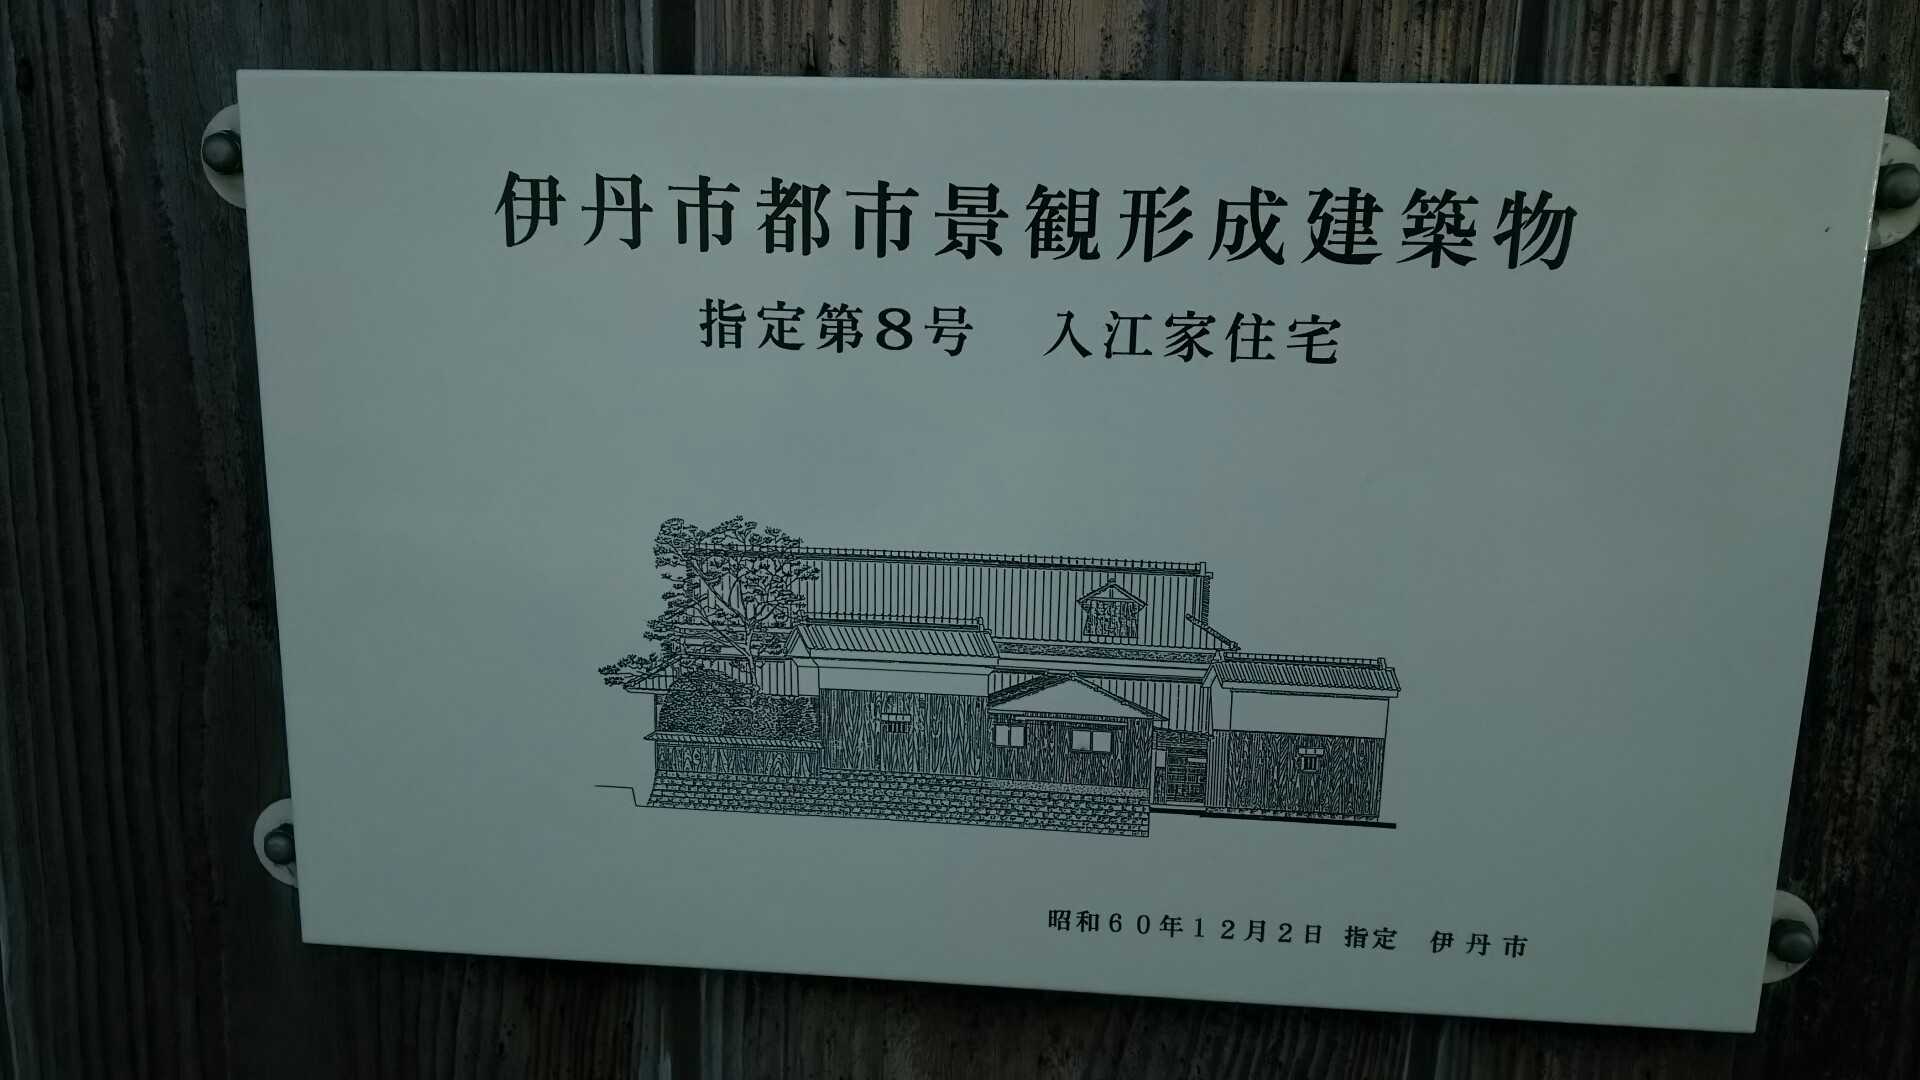 伊丹市都市景観形成建築物
指定第8号　入江家住宅
昭和60年12月2日 指定　伊丹市